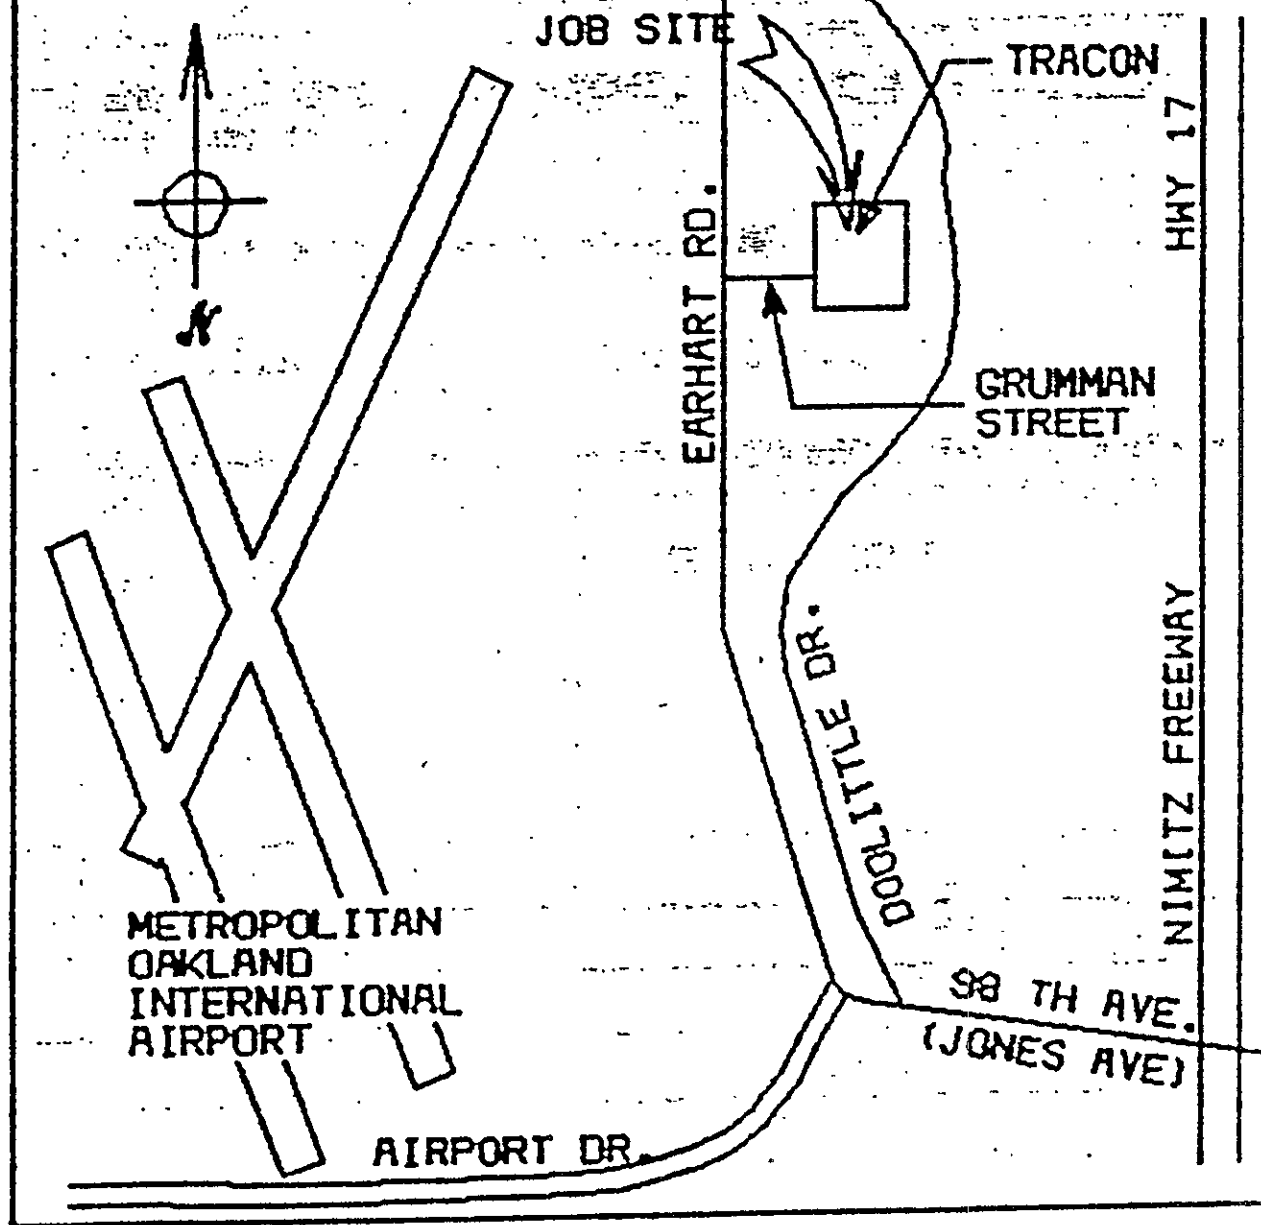 JOB SITE
TRACON
HWY 17
N
EARHART RD.
GRUMMAN
STREET
DOOLITTLE DR.
NIMITZ FREEWAY
METROPOLITAN
OAKLAND
INTERNATIONAL
AIRPORT
98 TH AVE.
(JONES AVE)
AIRPORT DR.